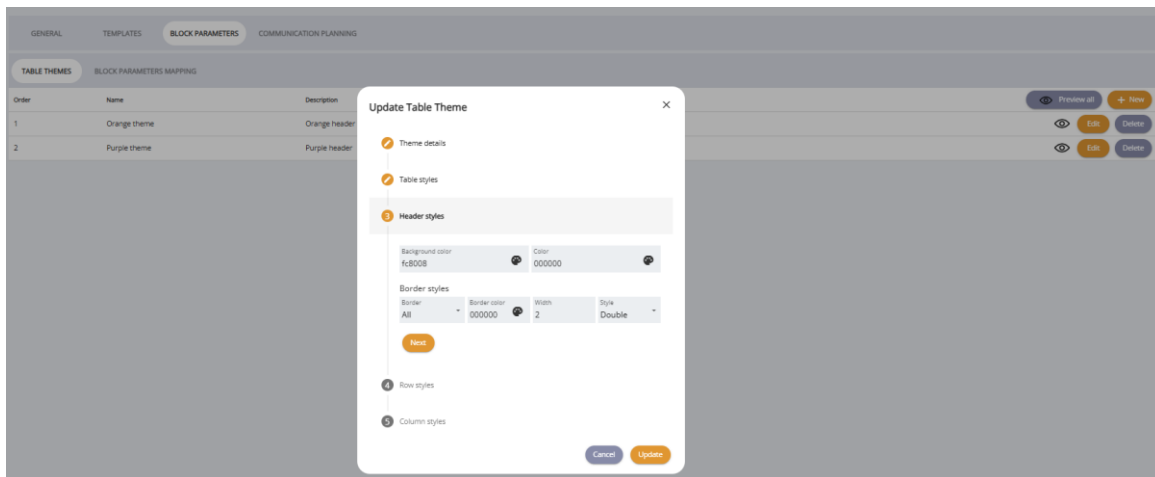 GENERAL TEMPLATES BLOCK PARAMETERS COMMUNICATION PLANNING
TABLE THEMES BLOCK PARAMETERS MAPPING
Order Name Description Preview all + New
1 Orange theme Orange header Edit Delete
2 Purple theme Purple header Edit Delete
Update Table Theme
Theme details
Table styles
3 Header styles
Background color Color
fc8008 000000
Border styles
Border Border color Width Style
All 000000 2 Double
Next
4 Row styles
5 Column styles
Cancel Update